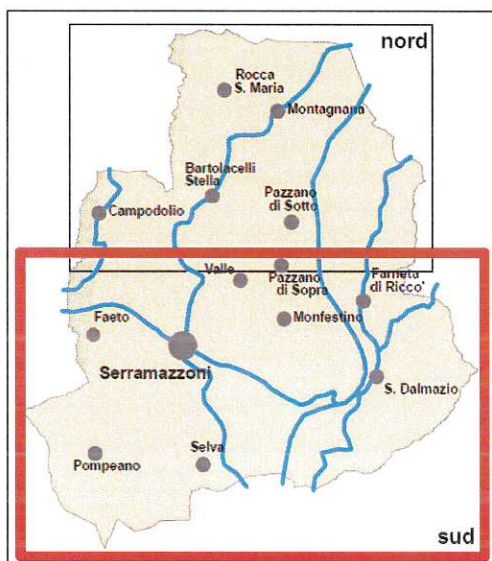 nord
Rocca
S. Maria
Montagnana
Bartolacelli
Stella
Pazzano
di Sotto
Campodolio
Valle
Pazzano
di Sopra
Farneta
di Ricco'
Faeto
Monfestino
Serramazzoni
S. Dalmazio
Pompeano
Selva
sud